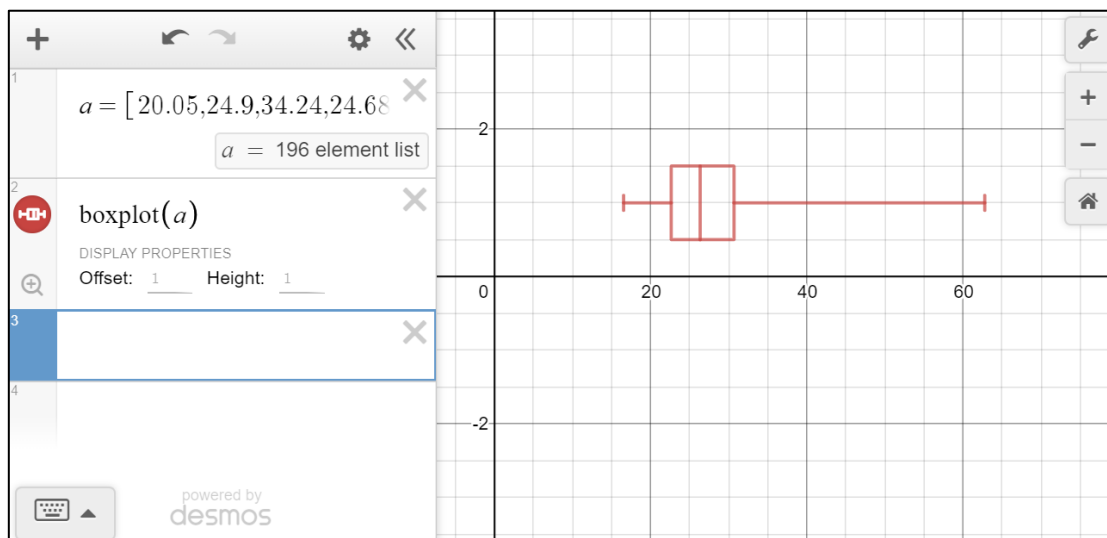 1
a = [20.05,24.9,34.24,24.68
a = 196 element list
2
boxplot(a)
DISPLAY PROPERTIES
Offset: 1 Height: 1
3
4
powered by
desmos
2
0 20 40 60
-2